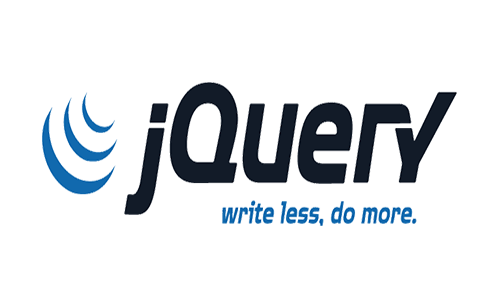 jQuery
write less, do more.